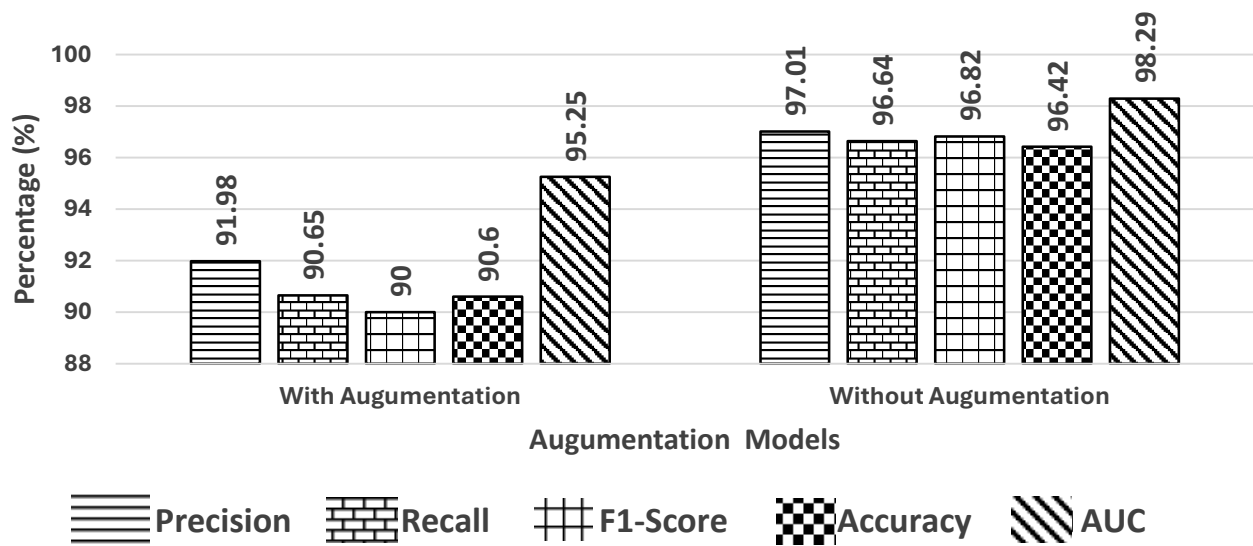 Percentage (%)
100
98
96
94
92
90
88
91.98
90.65
90
90.6
95.25
97.01
96.64
96.82
96.42
98.29
With Augumentation
Without Augumentation
Augumentation Models
Precision
Recall
F1-Score
Accuracy
AUC